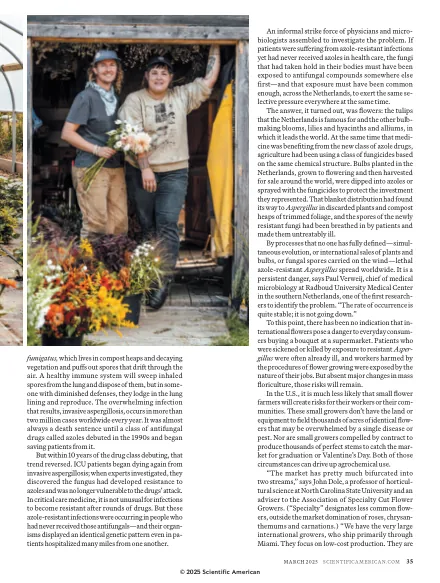 fumigatus, which lives in compost heaps and decaying
vegetation and puffs out spores that drift through the
air. A healthy immune system will sweep inhaled
spores from the lung and dispose of them, but in some-
one with diminished defenses, they lodge in the lung
lining and reproduce. The overwhelming infection
that results, invasive aspergillosis, occurs in more than
two million cases worldwide every year. It was almost
always a death sentence until a class of antifungal
drugs called azoles debuted in the 1990s and began
saving patients from it.
But within 10 years of the drug class debuting, that
trend reversed. ICU patients began dying again from
invasive aspergillosis; when experts investigated, they
discovered the fungus had developed resistance to
azoles and was no longer vulnerable to the drugs' attack.
In critical care medicine, it is not unusual for infections
to become resistant after rounds of drugs. But these
azole-resistant infections were occurring in people who
had never received those antifungals—and their organ-
isms displayed an identical genetic pattern even in pa-
tients hospitalized many miles from one another.
An informal strike force of physicians and micro-
biologists assembled to investigate the problem. If
patients were suffering from azole-resistant infections
yet had never received azoles in health care, the fungi
that had taken hold in their bodies must have been
exposed to antifungal compounds somewhere else
first—and that exposure must have been common
enough, across the Netherlands, to exert the same se-
lective pressure everywhere at the same time.
The answer, it turned out, was flowers: the tulips
that the Netherlands is famous for and the other bulb-
making blooms, lilies and hyacinths and alliums, in
which it leads the world. At the same time that medi-
cine was benefiting from the new class of azole drugs,
agriculture had been using a class of fungicides based
on the same chemical structure. Bulbs planted in the
Netherlands, grown to flowering and then harvested
for sale around the world, were dipped into azoles or
sprayed with the fungicides to protect the investment
they represented. That blanket distribution had found
its way to Aspergillus in discarded plants and compost
heaps of trimmed foliage, and the spores of the newly
resistant fungi had been breathed in by patients and
made them untreatably ill.
By processes that no one has fully defined—simul-
taneous evolution, or international sales of plants and
bulbs, or fungal spores carried on the wind—lethal
azole-resistant Aspergillus spread worldwide. It is a
persistent danger, says Paul Verweij, chief of medical
microbiology at Radboud University Medical Center
in the southern Netherlands, one of the first research-
ers to identify the problem. “The rate of occurrence is
quite stable; it is not going down.”
To this point, there has been no indication that in-
ternational flowers pose a danger to everyday consum-
ers buying a bouquet at a supermarket. Patients who
were sickened or killed by exposure to resistant Asper-
gillus were often already ill, and workers harmed by
the procedures of flower growing were exposed by the
nature of their jobs. But absent major changes in mass
floriculture, those risks will remain.
In the U.S., it is much less likely that small flower
farmers will create risks for their workers or their com-
munities. These small growers don't have the land or
equipment to field thousands of acres of identical flow-
ers that may be overwhelmed by a single disease or
pest. Nor are small growers compelled by contract to
produce thousands of perfect stems to catch the mar-
ket for graduation or Valentine's Day. Both of those
circumstances can drive up agrochemical use.
“The market has pretty much bifurcated into
two streams,” says John Dole, a professor of horticul-
tural science at North Carolina State University and an
adviser to the Association of Specialty Cut Flower
Growers. (“Specialty” designates less common flow-
ers, outside the market domination of roses, chrysan-
themums and carnations.) “We have the very large
international growers, who ship primarily through
Miami. They focus on low-cost production. They are
MARCH 2025 SCIENTIFICAMERICAN.COM 35
© 2025 Scientific American